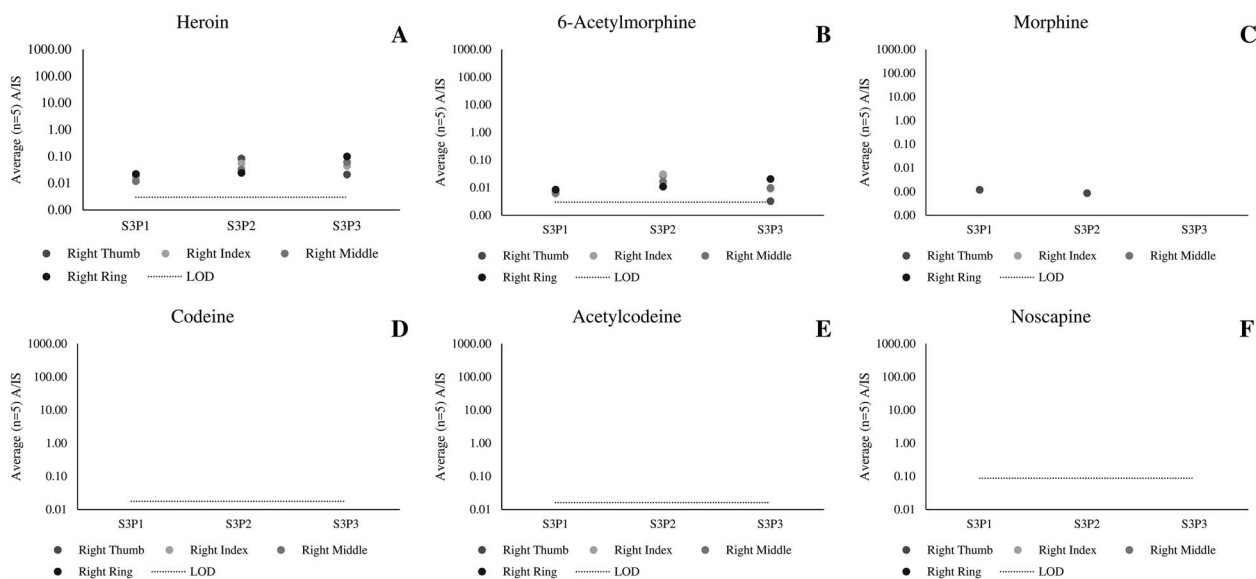 Heroin
A
Average (n=5) A/IS
1000.00
100.00
10.00
1.00
0.10
0.01
0.00
S3P1 S3P2 S3P3
Right Thumb Right Index Right Middle
Right Ring LOD
6-Acetylmorphine
B
Average (n=5) A/IS
1000.00
100.00
10.00
1.00
0.10
0.01
0.00
S3P1 S3P2 S3P3
Right Thumb Right Index Right Middle
Right Ring LOD
Morphine
C
Average (n=5) A/IS
1000.00
100.00
10.00
1.00
0.10
0.01
0.00
0.00
S3P1 S3P2 S3P3
Right Thumb Right Index Right Middle
Right Ring LOD
Codeine
D
Average (n=5) A/IS
1000.00
100.00
10.00
1.00
0.10
0.01
S3P1 S3P2 S3P3
Right Thumb Right Index Right Middle
Right Ring LOD
Acetylcodeine
E
Average (n=5) A/IS
1000.00
100.00
10.00
1.00
0.10
0.01
S3P1 S3P2 S3P3
Right Thumb Right Index Right Middle
Right Ring LOD
Noscapine
F
Average (n=5) A/IS
1000.00
100.00
10.00
1.00
0.10
0.01
S3P1 S3P2 S3P3
Right Thumb Right Index Right Middle
Right Ring LOD